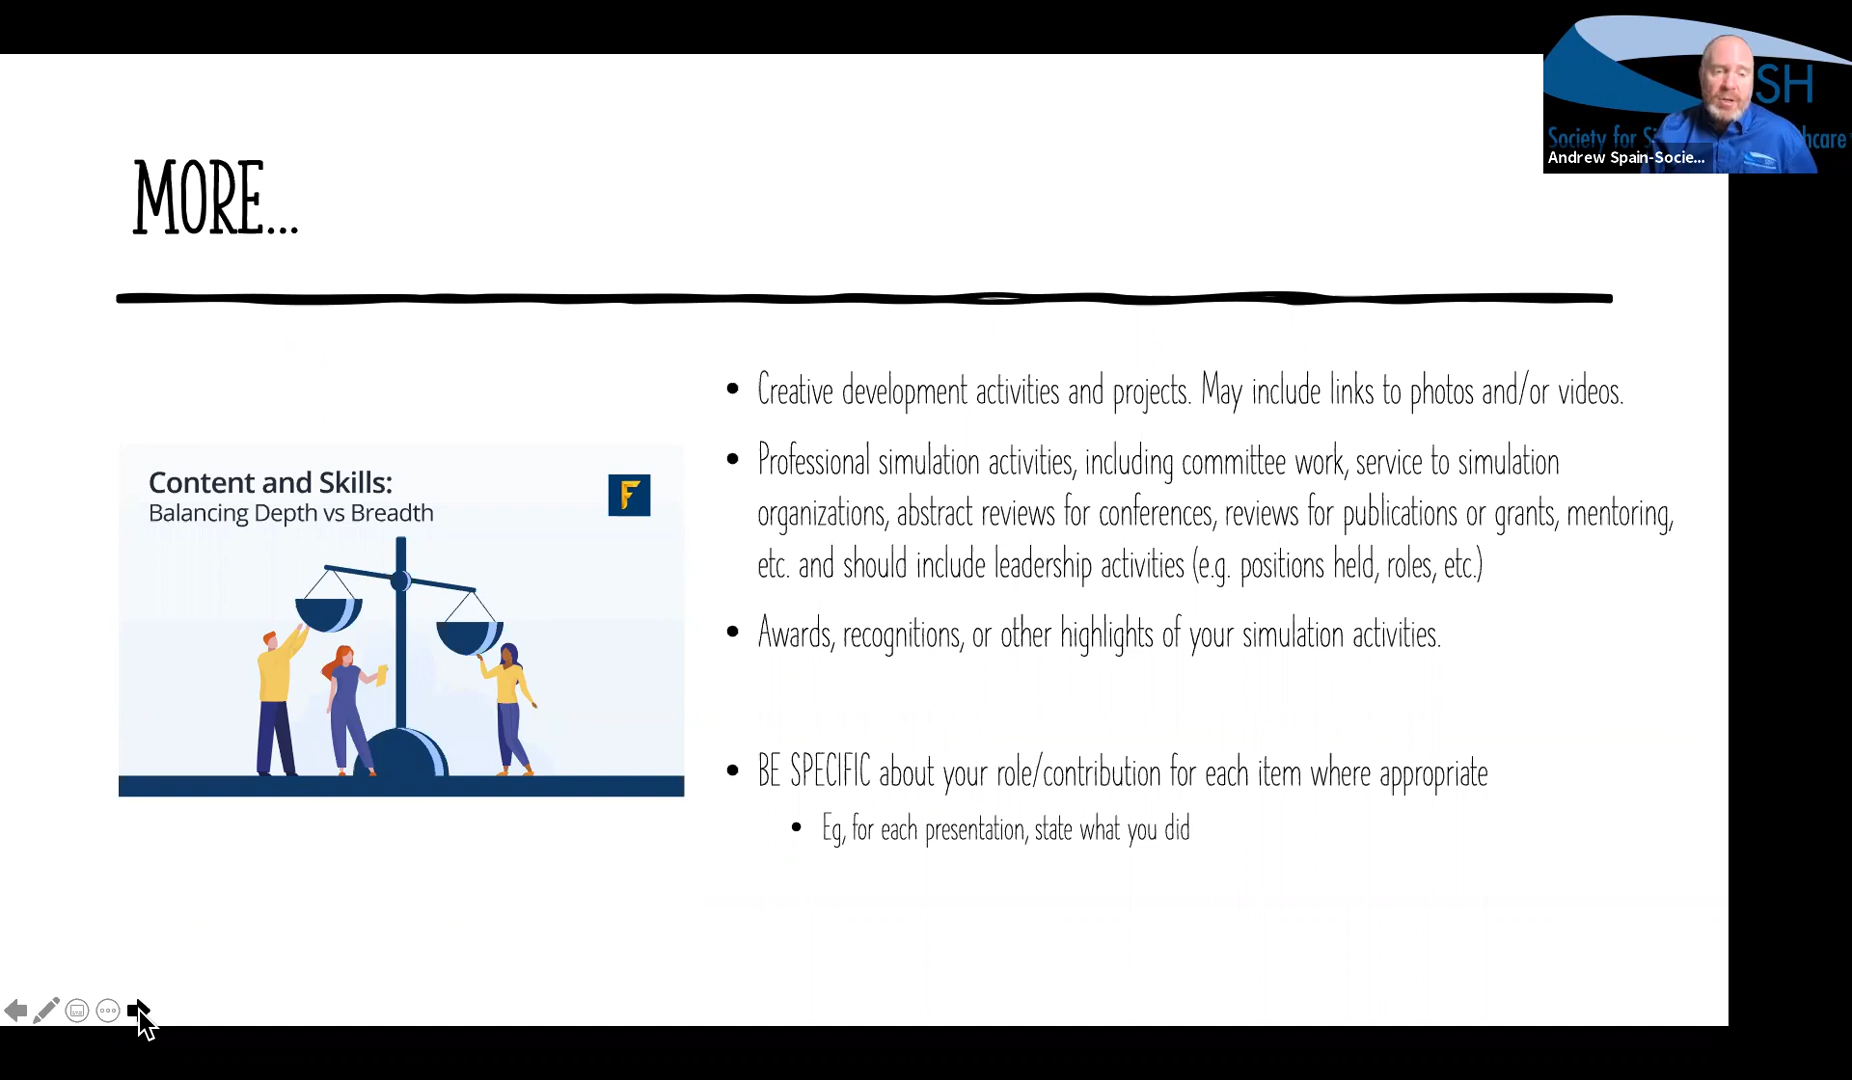 SH
Society for Si
hcare
Andrew Spain-Socie...
MORE...
Content and Skills:
Balancing Depth vs Breadth
F
• Creative development activities and projects. May include links to photos and/or videos.
• Professional simulation activities, including committee work, service to simulation
organizations, abstract reviews for conferences, reviews for publications or grants, mentoring,
etc. and should include leadership activities (e.g. positions held, roles, etc.)
• Awards, recognitions, or other highlights of your simulation activities.
• BE SPECIFIC about your role/contribution for each item where appropriate
• Eg, for each presentation, state what you did